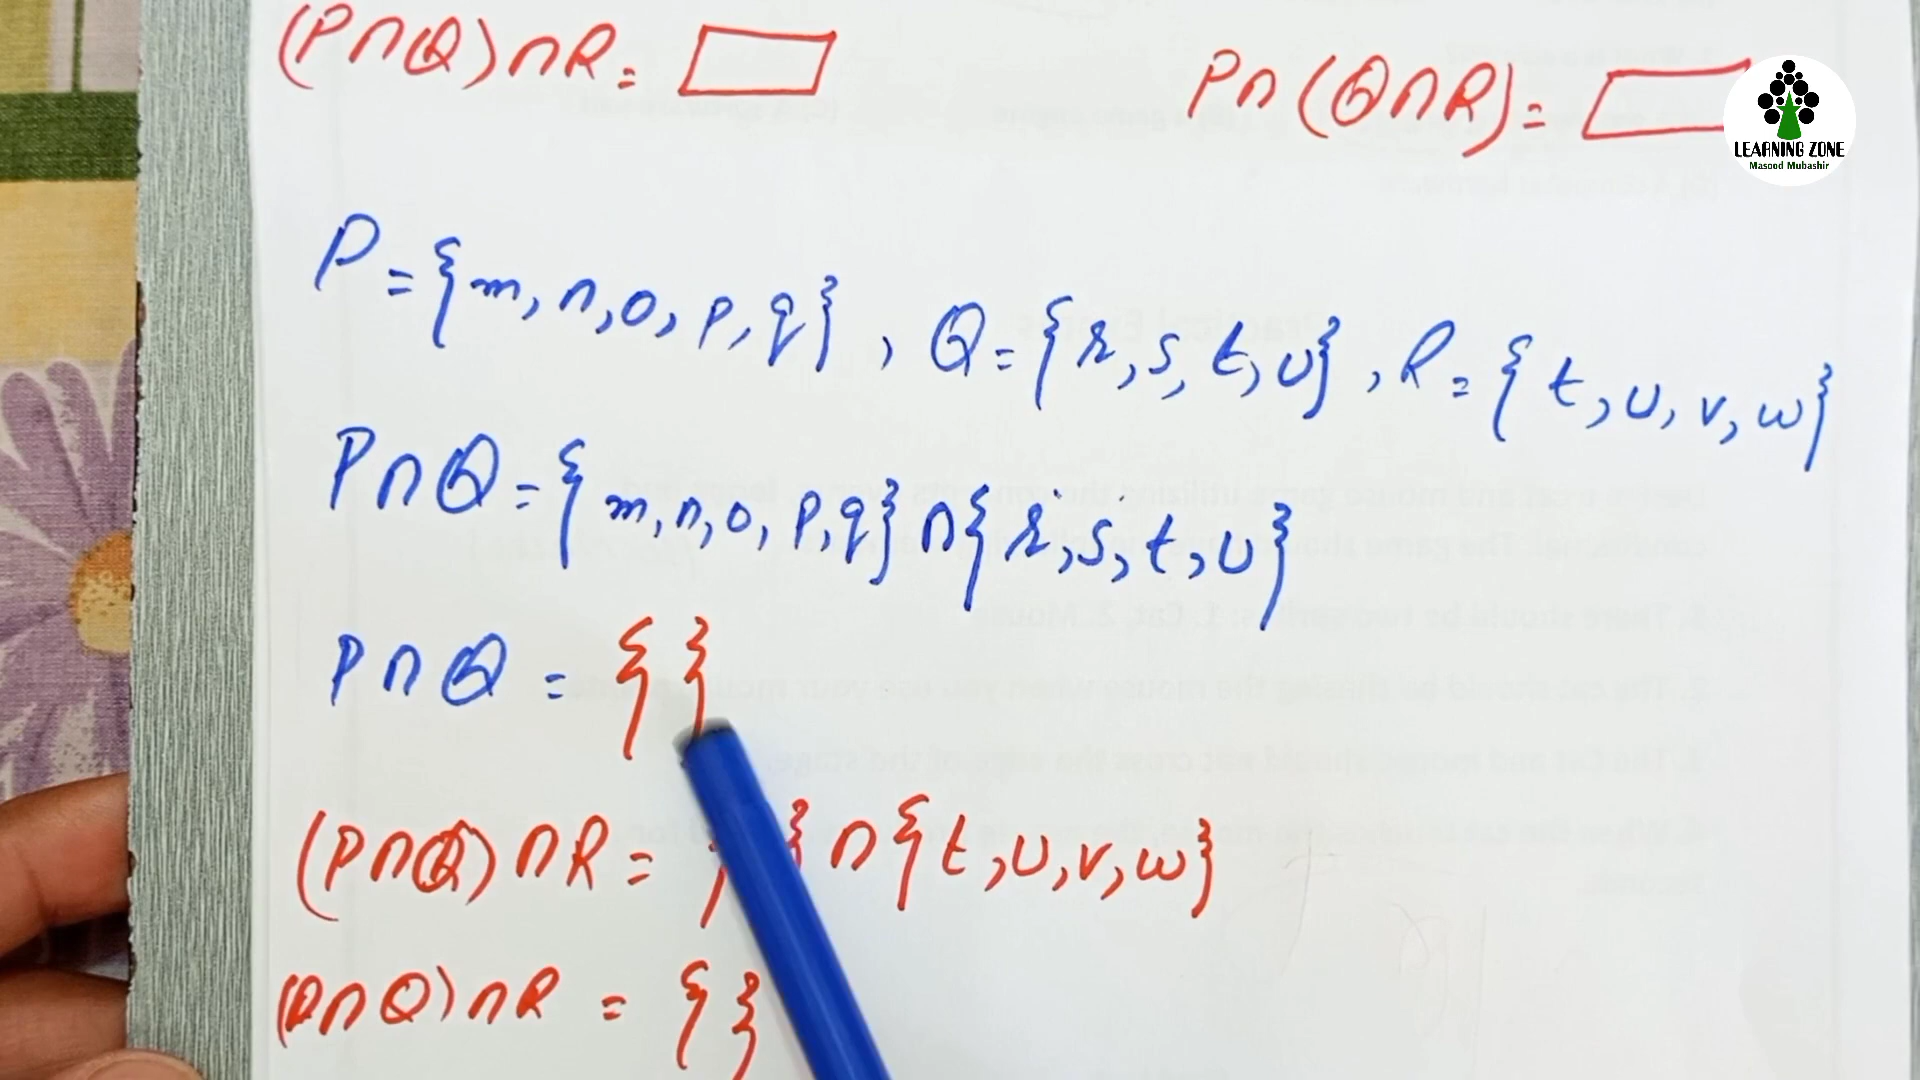 (P∩Q)∩R = P∩(Q∩R) =
LEARNING ZONE
Masood Mubashir
P = {m, n, o, p, q}, Q = {r, s, t, u}, R = {t, u, v, w}
P∩Q = {m, n, o, p, q} ∩ {r, s, t, u}
P∩Q = { }
(P∩Q)∩R = { } ∩ {t, u, v, w}
(P∩Q)∩R = { }